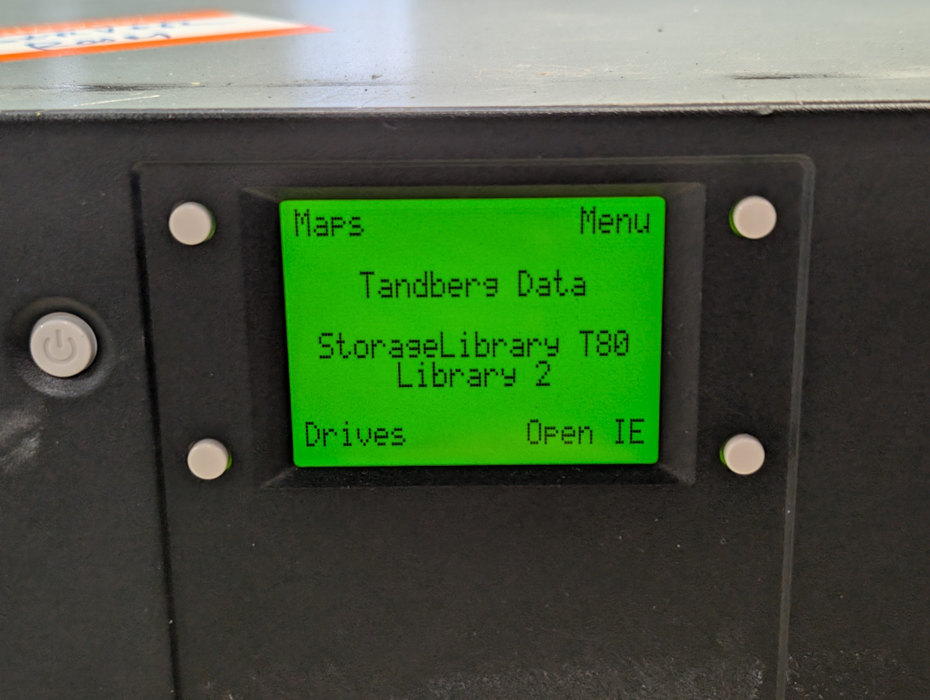 Maps Menu
Tandberg Data
StorageLibrary T80
Library 2
Drives Open IE